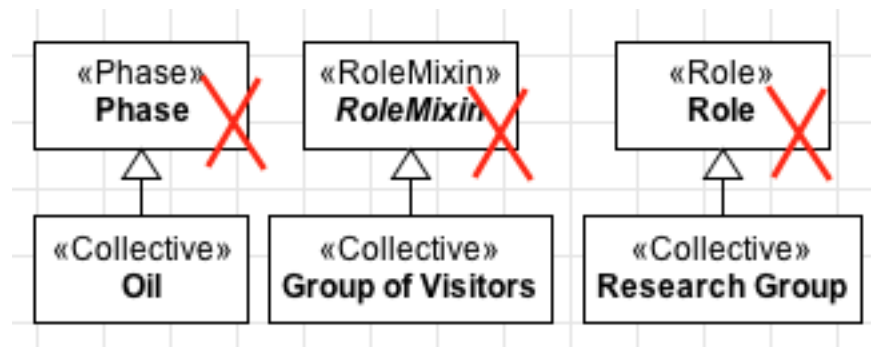 «Phase»
Phase
«RoleMixin»
RoleMixin
«Role»
Role
«Collective»
Oil
«Collective»
Group of Visitors
«Collective»
Research Group